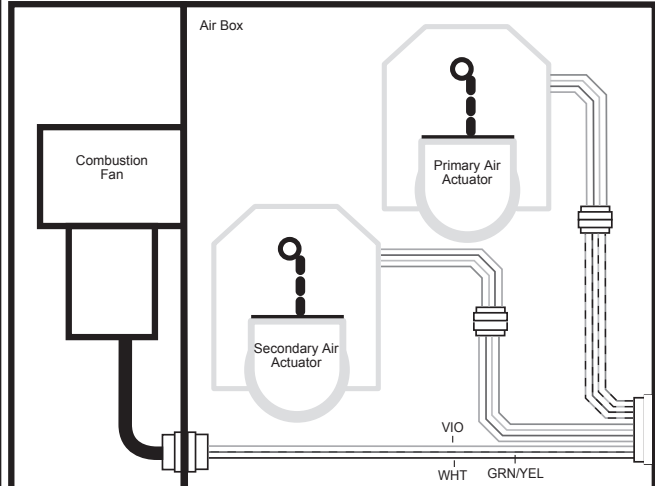 Air Box
Combustion
Fan
Primary Air
Actuator
Secondary Air
Actuator
VIO
WHT
GRN/YEL